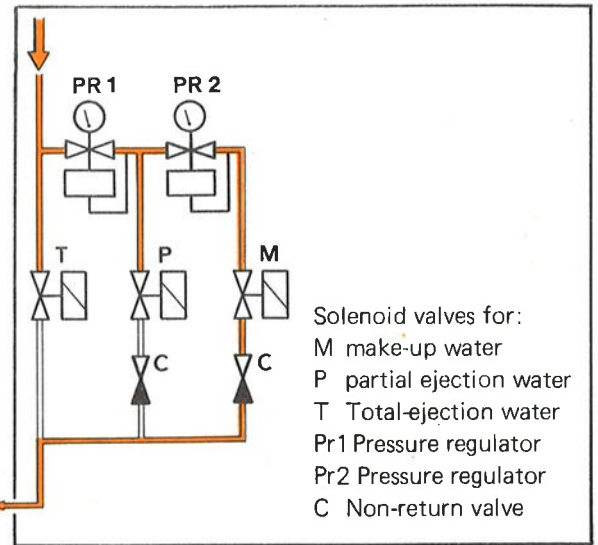 PR 1 PR 2
T P M
C C
Solenoid valves for:
M make-up water
P partial ejection water
T Total-ejection water
Pr1 Pressure regulator
Pr2 Pressure regulator
C Non-return valve